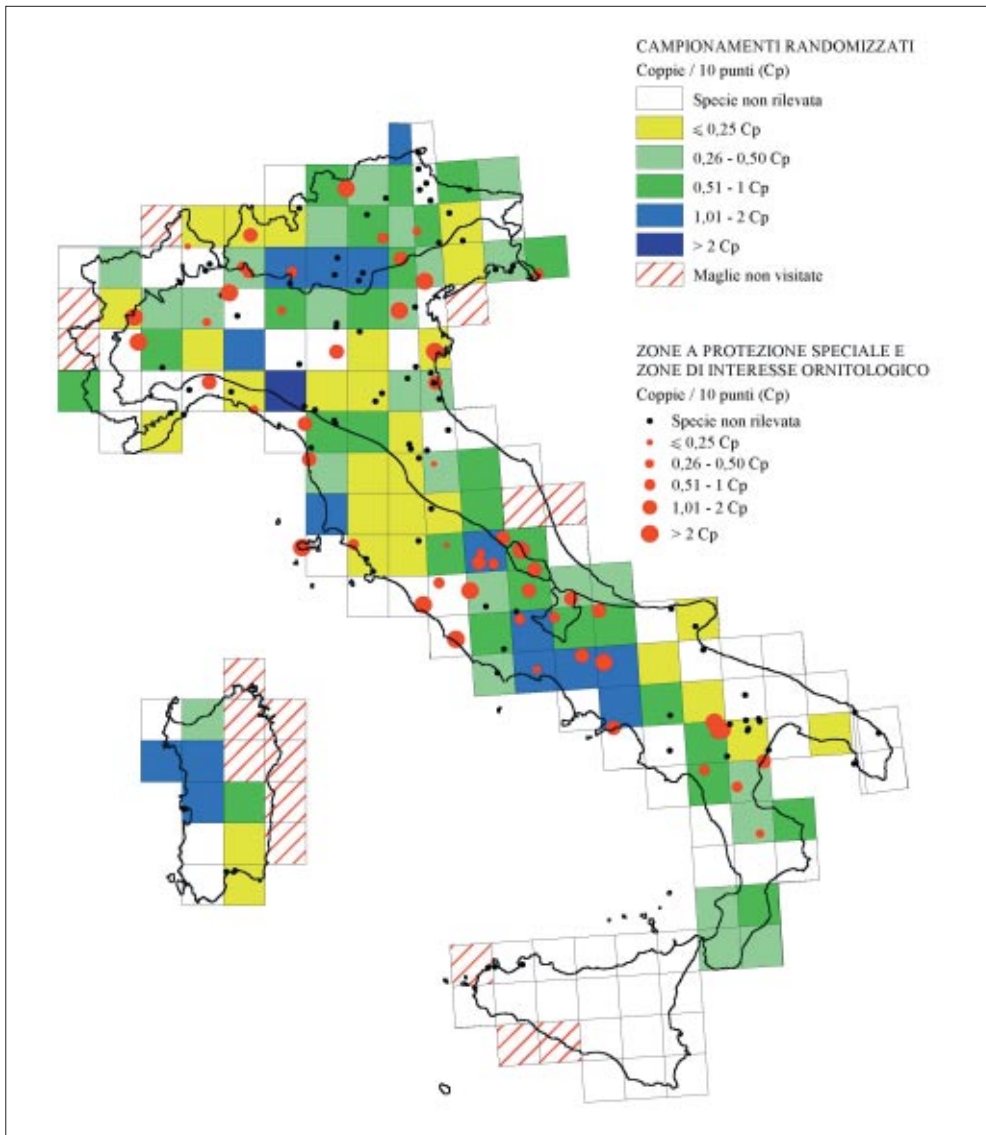 CAMPIONAMENTI RANDOMIZZATI
Coppie / 10 punti (Cp)
Specie non rilevata
⩽ 0,25 Cp
0,26 - 0,50 Cp
0,51 - 1 Cp
1,01 - 2 Cp
> 2 Cp
Maglie non visitate
ZONE A PROTEZIONE SPECIALE E
ZONE DI INTERESSE ORNITOLOGICO
Coppie / 10 punti (Cp)
Specie non rilevata
⩽ 0,25 Cp
0,26 - 0,50 Cp
0,51 - 1 Cp
1,01 - 2 Cp
> 2 Cp